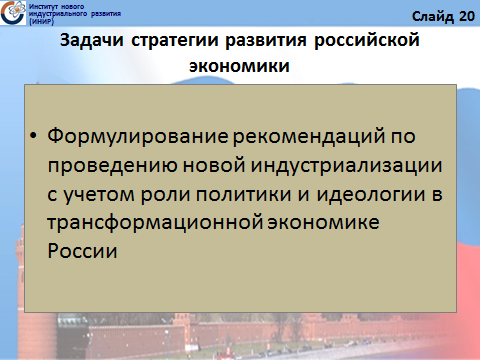 Институт нового
индустриального развития
(ИНИР)
Слайд 20
Задачи стратегии развития российской
экономики
• Формулирование рекомендаций по
проведению новой индустриализации
с учетом роли политики и идеологии в
трансформационной экономике
России